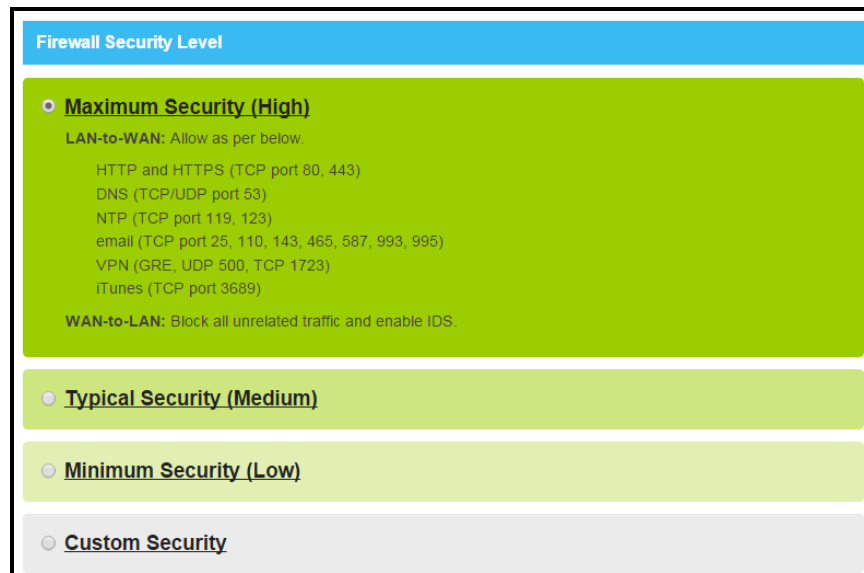 Firewall Security Level
Maximum Security (High)
LAN-to-WAN: Allow as per below.
HTTP and HTTPS (TCP port 80, 443)
DNS (TCP/UDP port 53)
NTP (TCP port 119, 123)
email (TCP port 25, 110, 143, 465, 587, 993, 995)
VPN (GRE, UDP 500, TCP 1723)
iTunes (TCP port 3689)
WAN-to-LAN: Block all unrelated traffic and enable IDS.
Typical Security (Medium)
Minimum Security (Low)
Custom Security